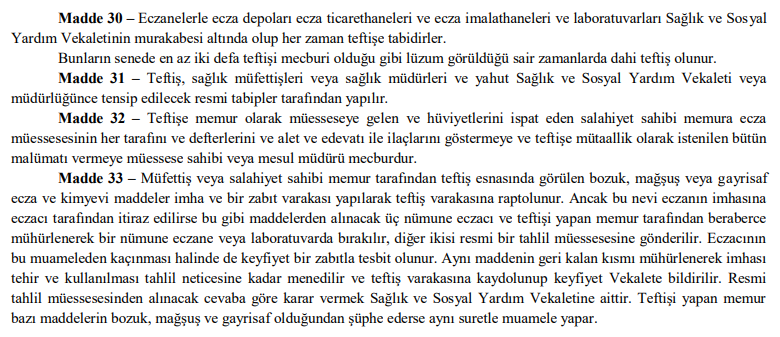 Madde 30 – Eczanelerle ecza depoları ecza ticarethaneleri ve ecza imalathaneleri ve laboratuvarları Sağlık ve Sosyal
Yardım Vekaletinin murakabesi altında olup her zaman teftişe tabidirler.
Bunların senede en az iki defa teftişi mecburi olduğu gibi lüzum görüldüğü sair zamanlarda dahi teftiş olunur.
Madde 31 – Teftiş, sağlık müfettişleri veya sağlık müdürleri ve yahut Sağlık ve Sosyal Yardım Vekaleti veya
müdürlüğünce tensip edilecek resmi tabipler tarafından yapılır.
Madde 32 – Teftişe memur olarak müesseseye gelen ve hüviyetlerini ispat eden salahiyet sahibi memura ecza
müessesesinin her tarafını ve defterlerini ve alet ve edevatı ile ilaçlarını göstermeye ve teftişe mütaallik olarak istenilen bütün
malümatı vermeye müessese sahibi veya mesul müdürü mecburdur.
Madde 33 – Müfettiş veya salahiyet sahibi memur tarafından teftiş esnasında görülen bozuk, mağşuş veya gayrisaf
ecza ve kimyevi maddeler imha ve bir zabıt varakası yapılarak teftiş varakasına raptolunur. Ancak bu nevi eczanın imhasına
eczacı tarafından itiraz edilirse bu gibi maddelerden alınacak üç nümune eczacı ve teftişi yapan memur tarafından beraberce
mühürlenerek bir nümune eczane veya laboratuvarda bırakılır, diğer ikisi resmi bir tahlil müessesesine gönderilir. Eczacının
bu muameleden kaçınması halinde de keyfiyet bir zabıtla tesbit olunur. Aynı maddenin geri kalan kısmı mühürlenerek imhası
tehir ve kullanılması tahlil neticesine kadar menedilir ve teftiş varakasına kaydolunup keyfiyet Vekalete bildirilir. Resmi
tahlil müessesesinden alınacak cevaba göre karar vermek Sağlık ve Sosyal Yardım Vekaletine aittir. Teftişi yapan memur
bazı maddelerin bozuk, mağşuş ve gayrisaf olduğundan şüphe ederse aynı suretle muamele yapar.